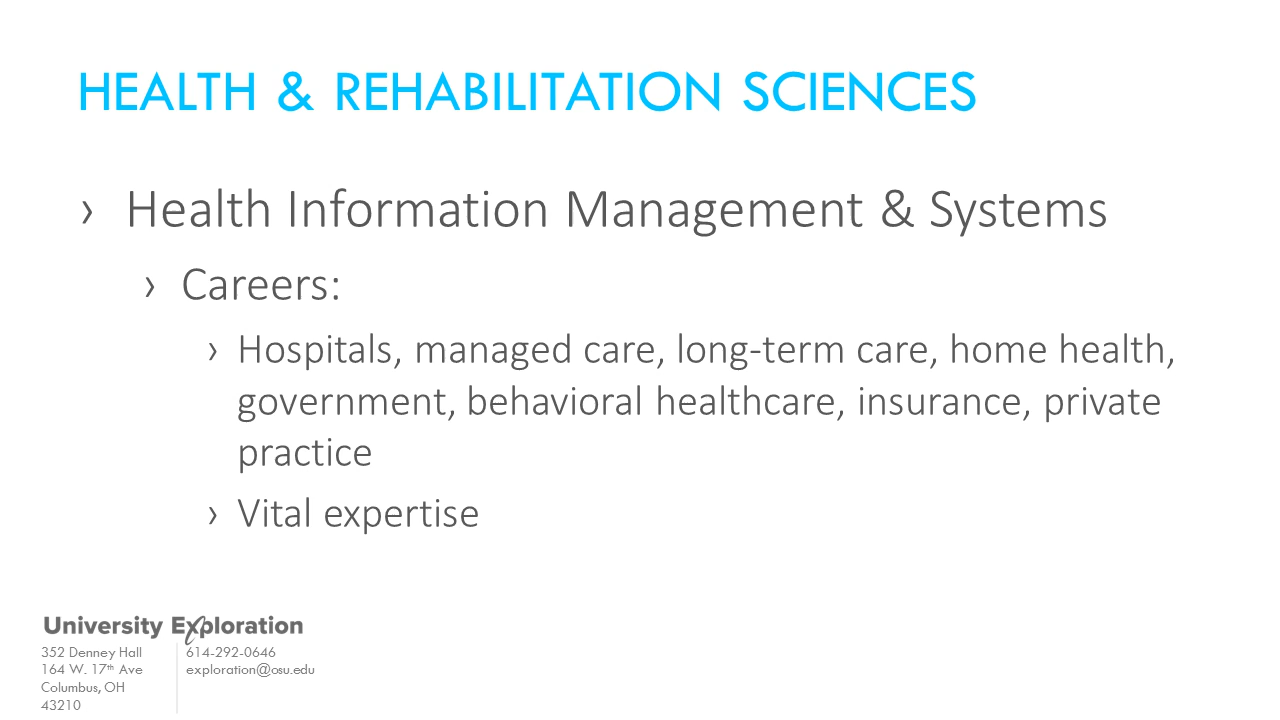 HEALTH & REHABILITATION SCIENCES
› Health Information Management & Systems
› Careers:
› Hospitals, managed care, long-term care, home health,
government, behavioral healthcare, insurance, private
practice
› Vital expertise
University Exploration
352 Denney Hall
164 W. 17th Ave
Columbus, OH
43210
614-292-0646
exploration@osu.edu